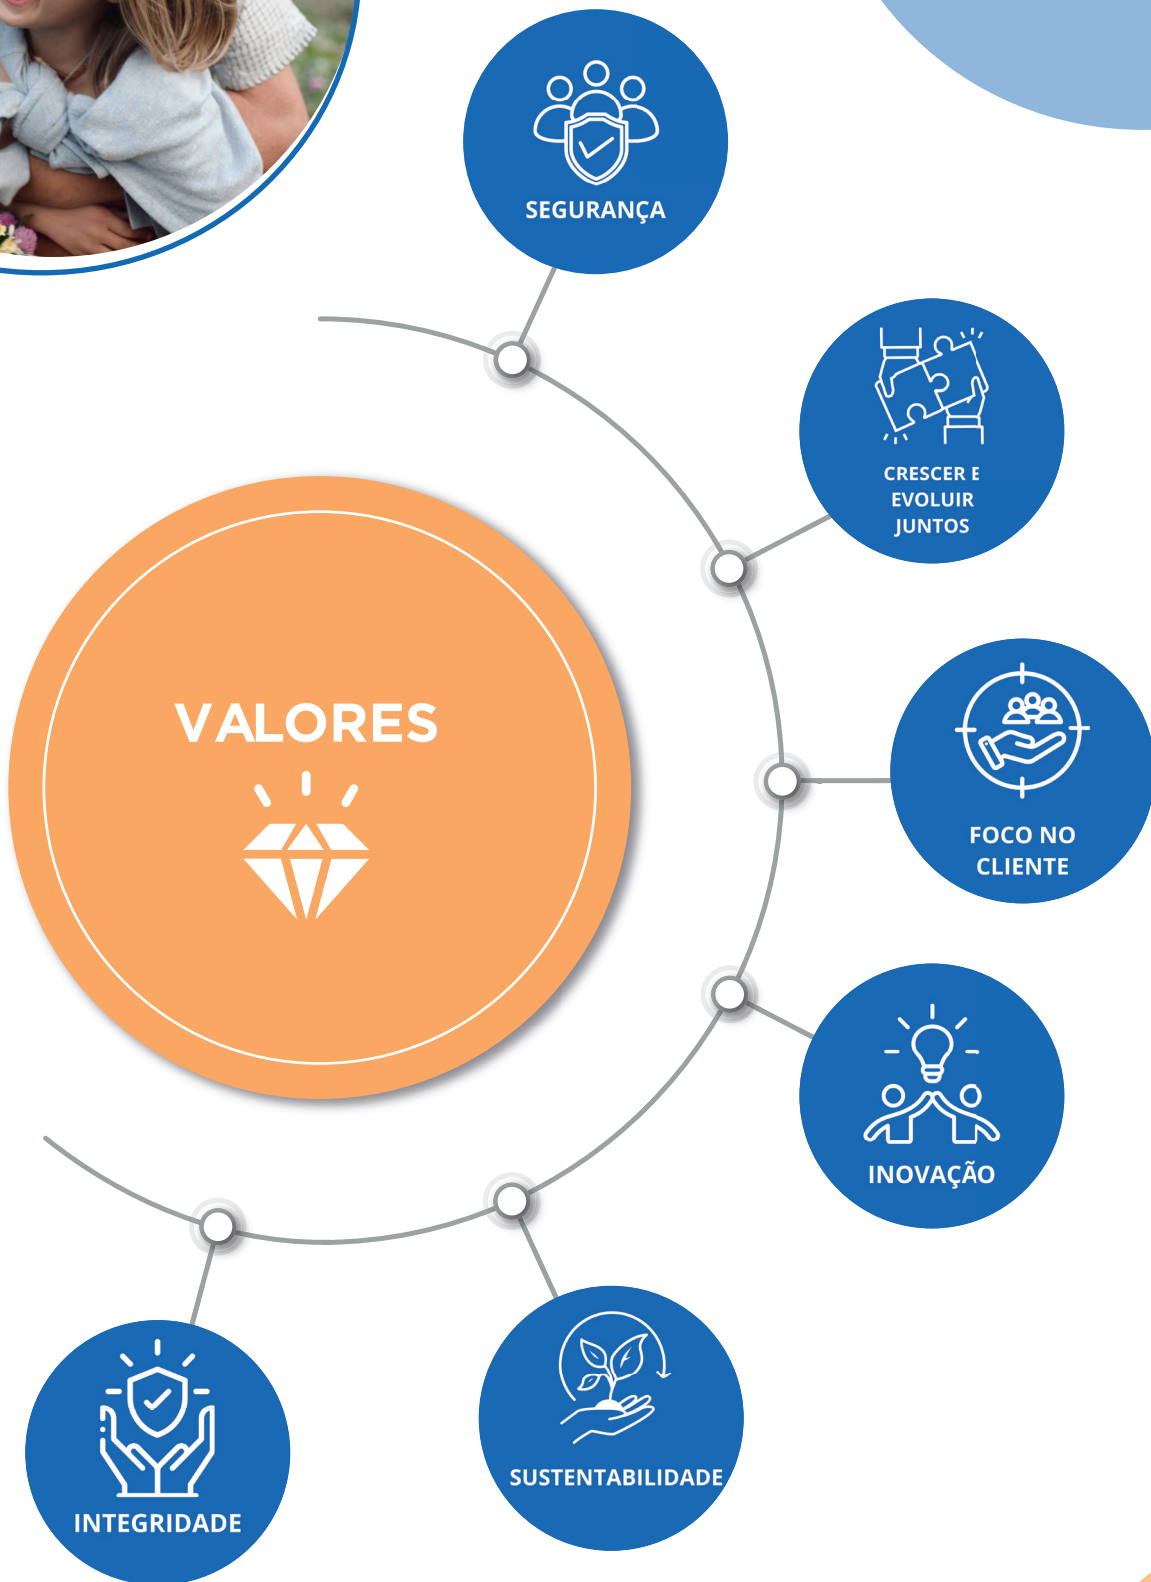 SEGURANÇA
CRESCER E
EVOLUIR
JUNTOS
VALORES
FOCO NO
CLIENTE
INOVAÇÃO
SUSTENTABILIDADE
INTEGRIDADE